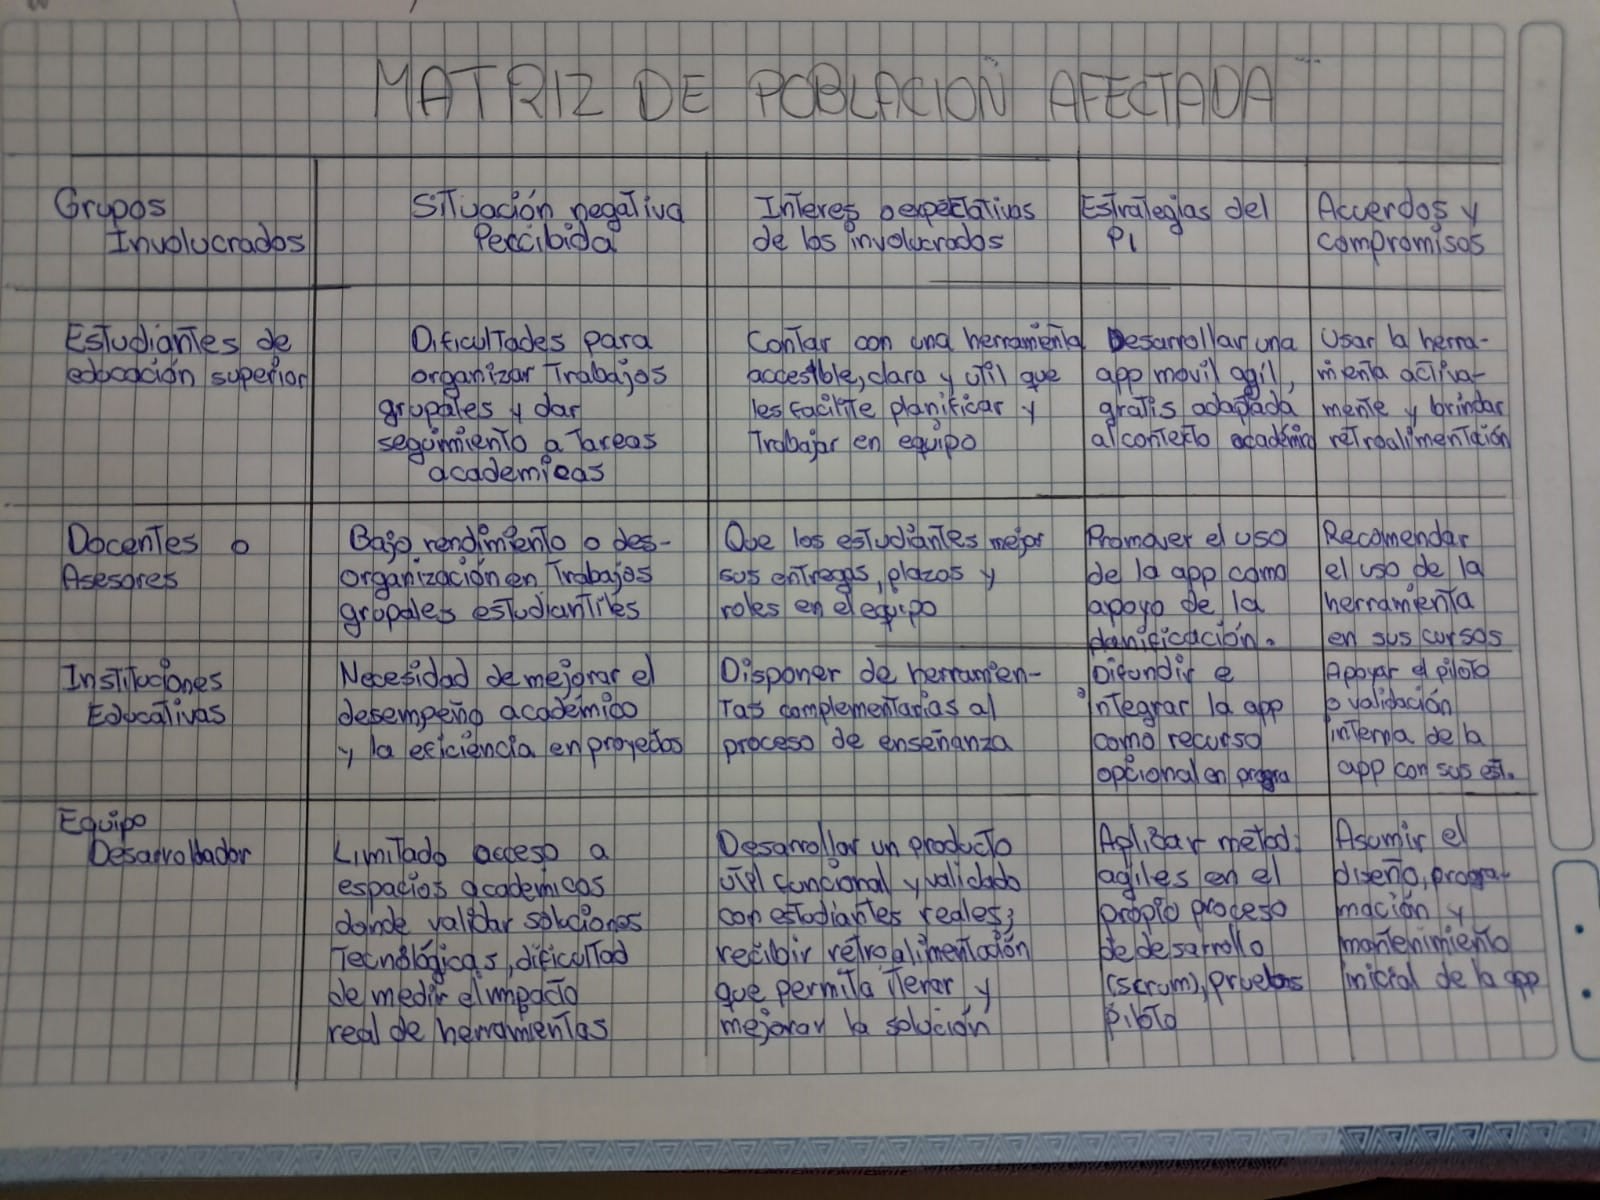 MATRIZ DE POBLACION AFECTADA
Grupos
Involucrados
Situación negativa
Percibida
Interes o expectativas
de los involucrados
Estrategias del
PI
Acuerdos y
compromisos
Estudiantes de
educación superior
Dificultades para
organizar Trabajos
grupales y dar
seguimiento a Tareas
academicas
Contar con una herramienta
accesible, clara y útil que
les facilite planificar y
Trabajar en equipo
Desarrollar una
app movil agil,
gratis adaptada
al contexto académico
Usar la herra-
mienta activa-
mente y brindar
retroalimentación
Docentes o
Asesores
Bajo rendimiento o des-
organización en Trabajos
grupales estudiantiles
Que los estudiantes mejor
sus entregas, plazos y
roles en el equipo
Promover el uso
de la app como
apoyo de la
planificación.
Recomendar
el uso de la
herramienta
en sus cursos
Instituciones
Educativas
Necesidad de mejorar el
desempeño académico
y la eficiencia en proyectos
Disponer de herramien-
tas complementarias al
proceso de enseñanza
Difundir e
integrar la app
como recurso
opcional en progra
Apoyar el piloto
o validación
interna de la
app con sus est.
Equipo
Desarrollador
Limitado acceso a
espacios academicos
donde validar soluciones
Tecnológicas, dificultad
de medir el impacto
real de herramientas
Desarrollar un producto
útil funcional y validado
con estudiantes reales;
recibir retroalimentación
que permita iterar y
mejorar la solución
Aplicar metod.
agiles en el
propio proceso
de desarrollo
(scrum), pruebas
piloto
Asumir el
diseño, progra-
mación y
mantenimiento
inicial de la app